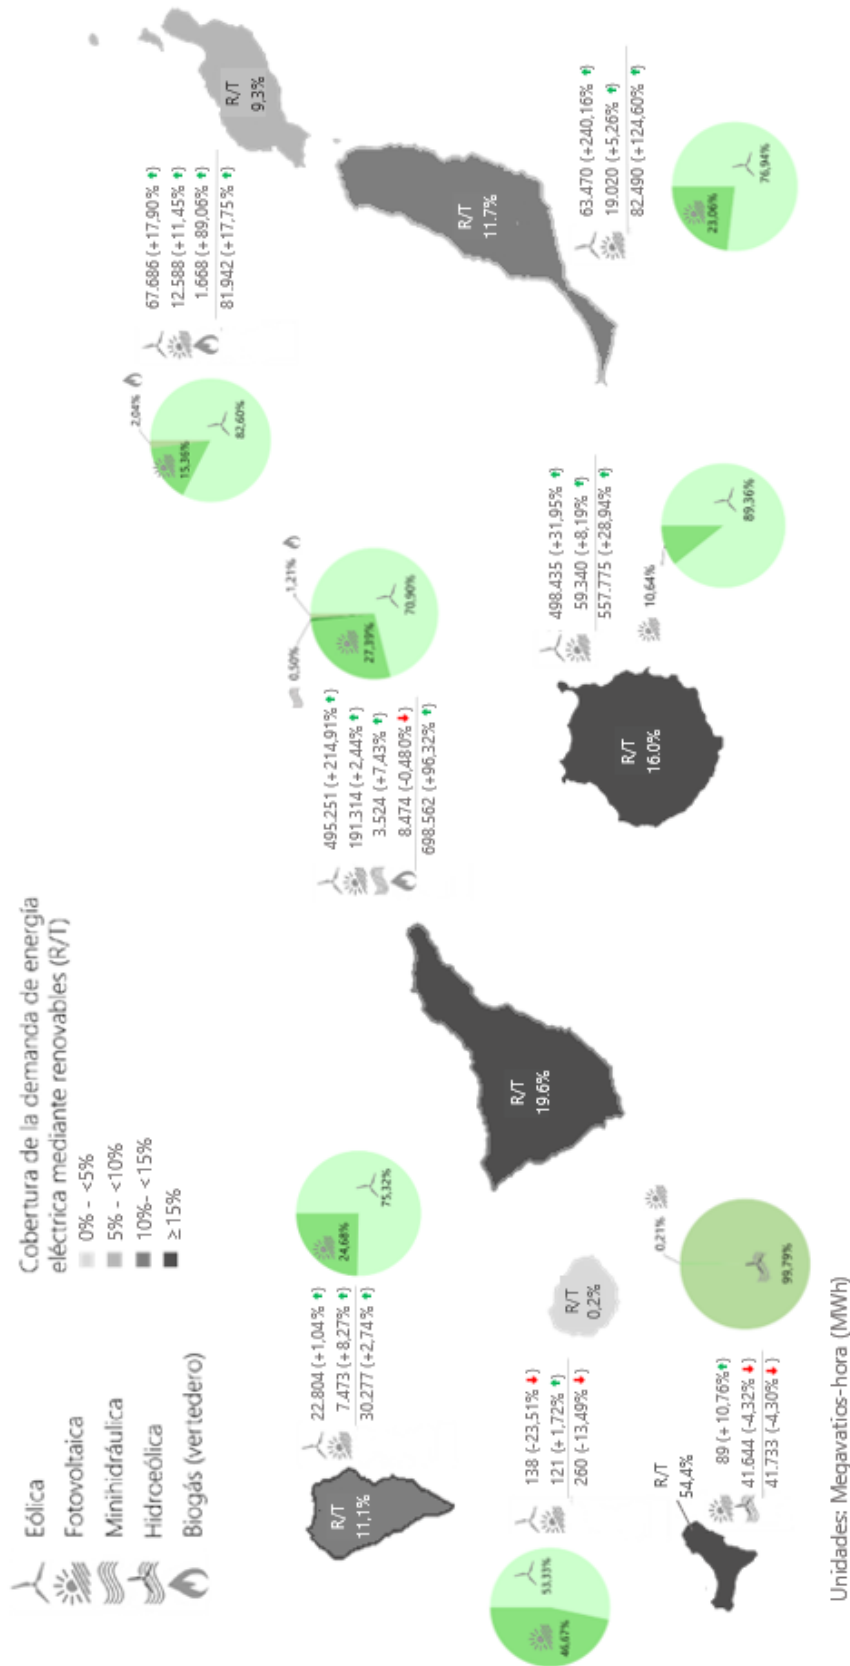 Eólica
Fotovoltaica
Minihidráulica
Hidroeólica
Biogás (vertedero)
Cobertura de la demanda de energía
eléctrica mediante renovables (R/T)
0% - <5%
5% - <10%
10%- <15%
≥15%
R/T
11,1%
22.804 (+1,04%)
7.473 (+8,27%)
30.277 (+2,74%)
24,68%
75,32%
53,33%
46,67%
138 (-23,51%)
121 (+1,72%)
260 (-13,49%)
R/T
0,2%
R/T
54,4%
89 (+10,76%)
41.644 (-4,32%)
41.733 (-4,30%)
0,21%
99,79%
R/T
19.6%
495.251 (+214,91%)
191.314 (+2,44%)
3.524 (+7,43%)
8.474 (-0,480%)
698.562 (+96,32%)
0,50%
1,21%
27,39%
70,90%
R/T
16.0%
498.435 (+31,95%)
59.340 (+8,19%)
557.775 (+28,94%)
10,64%
89,36%
2,04%
15,36%
82,60%
67.686 (+17,90%)
12.588 (+11,45%)
1.668 (+89,06%)
81.942 (+17,75%)
R/T
9,3%
R/T
11.7%
63.470 (+240,16%)
19.020 (+5,26%)
82.490 (+124,60%)
23,06%
76,94%
Unidades: Megavatios-hora (MWh)